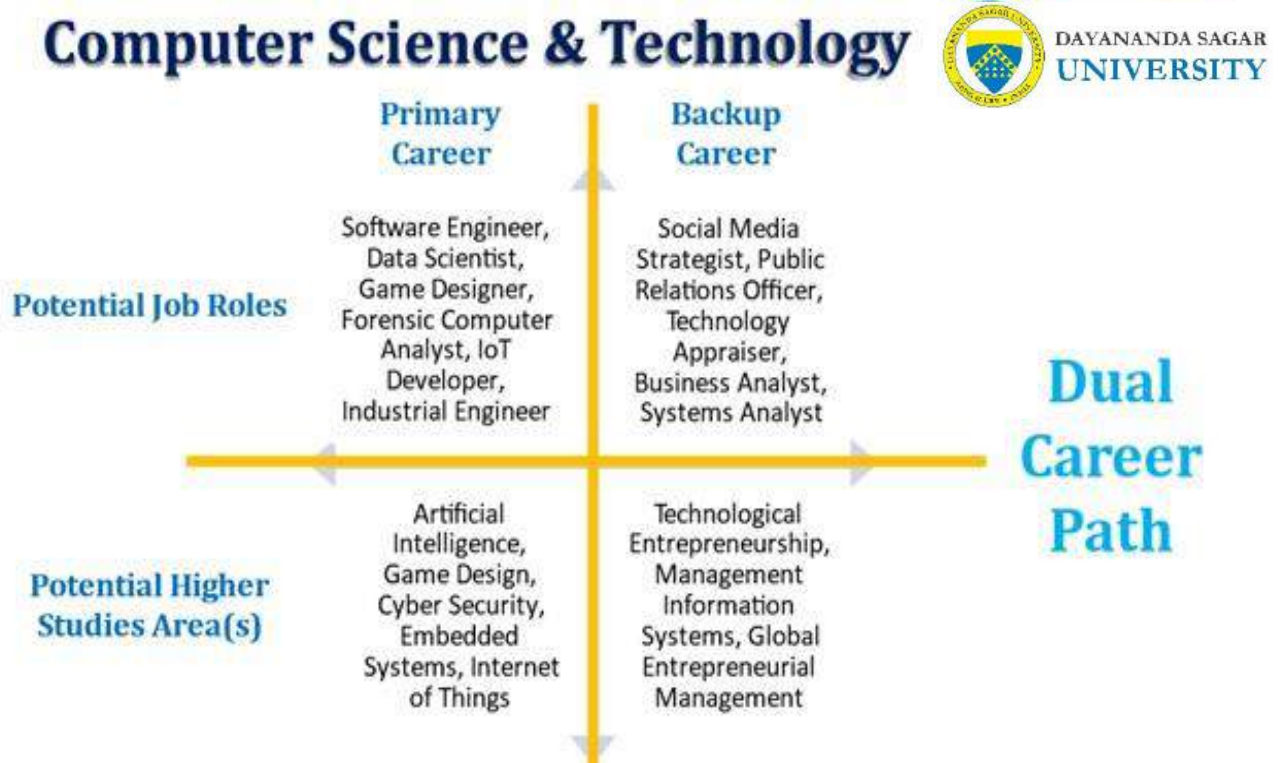 Computer Science & Technology
DAYANANDA SAGAR
UNIVERSITY
Primary
Career
Backup
Career
Potential Job Roles
Software Engineer,
Data Scientist,
Game Designer,
Forensic Computer
Analyst, IoT
Developer,
Industrial Engineer
Social Media
Strategist, Public
Relations Officer,
Technology
Appraiser,
Business Analyst,
Systems Analyst
Dual
Career
Path
Potential Higher
Studies Area(s)
Artificial
Intelligence,
Game Design,
Cyber Security,
Embedded
Systems, Internet
of Things
Technological
Entrepreneurship,
Management
Information
Systems, Global
Entrepreneurial
Management